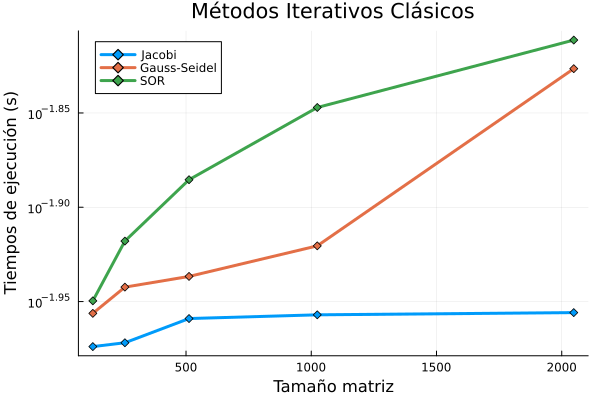 Métodos Iterativos Clásicos
Jacobi
Gauss-Seidel
SOR
Tiempos de ejecución (s)
10^-1.85
10^-1.90
10^-1.95
500
1000
1500
2000
Tamaño matriz